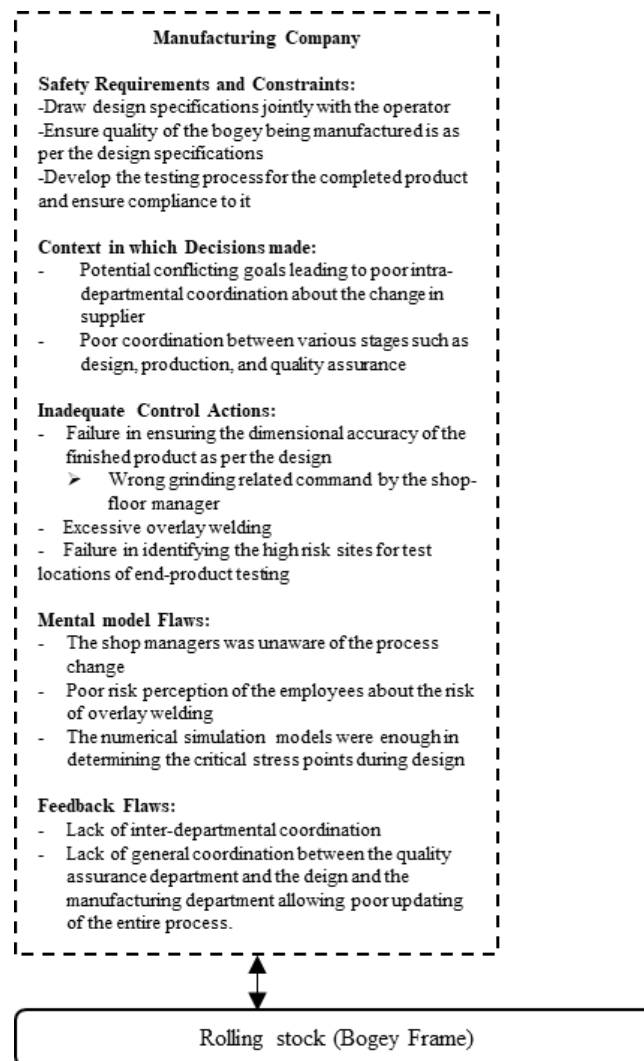 Manufacturing Company
Safety Requirements and Constraints:
-Draw design specifications jointly with the operator
-Ensure quality of the bogey being manufactured is as
per the design specifications
-Develop the testing process for the completed product
and ensure compliance to it
Context in which Decisions made:
- Potential conflicting goals leading to poor intra-
departmental coordination about the change in
supplier
- Poor coordination between various stages such as
design, production, and quality assurance
Inadequate Control Actions:
- Failure in ensuring the dimensional accuracy of the
finished product as per the design
➢ Wrong grinding related command by the shop-
floor manager
- Excessive overlay welding
- Failure in identifying the high risk sites for test
locations of end-product testing
Mental model Flaws:
- The shop managers was unaware of the process
change
- Poor risk perception of the employees about the risk
of overlay welding
- The numerical simulation models were enough in
determining the critical stress points during design
Feedback Flaws:
- Lack of inter-departmental coordination
- Lack of general coordination between the quality
assurance department and the deign and the
manufacturing department allowing poor updating
of the entire process.
Rolling stock (Bogey Frame)